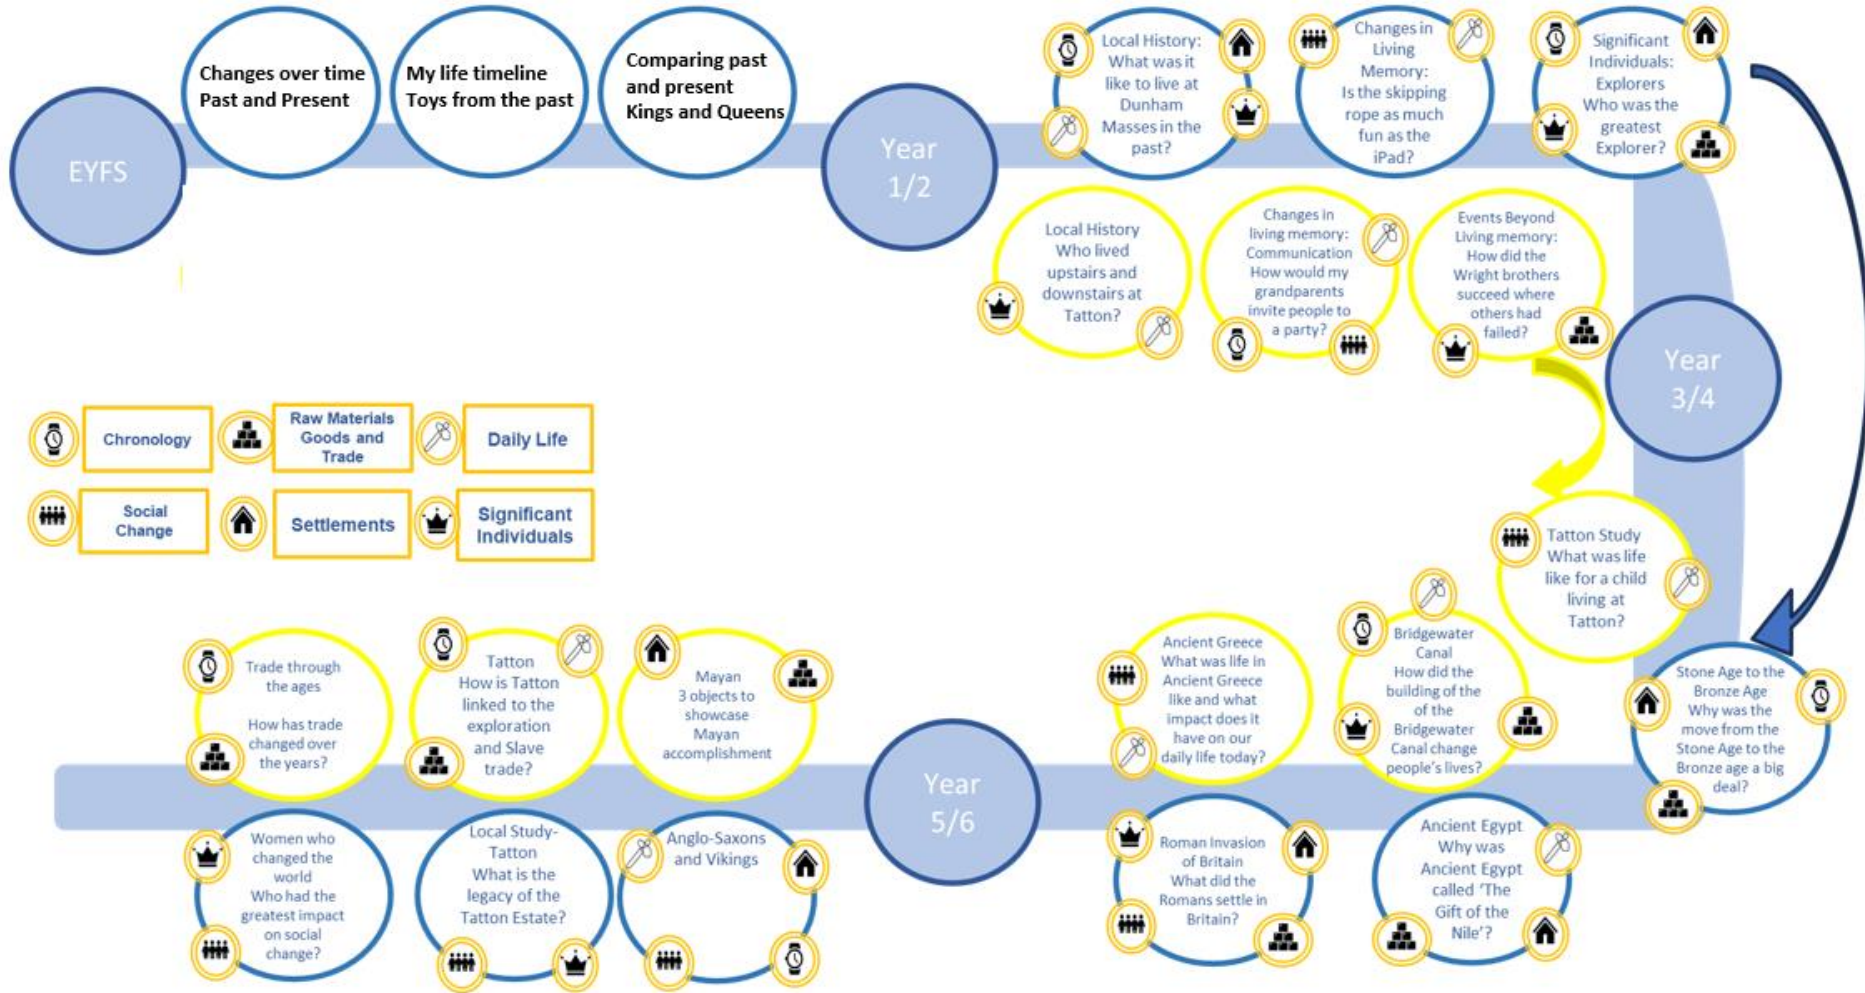 EYFS
Changes over time
Past and Present
My life timeline
Toys from the past
Comparing past
and present
Kings and Queens
Year
1/2
Local History:
What was it
like to live at
Dunham
Masses in the
past?
Changes in
Living
Memory:
Is the skipping
rope as much
fun as the
iPad?
Significant
Individuals:
Explorers
Who was the
greatest
Explorer?
Local History
Who lived
upstairs and
downstairs at
Tatton?
Changes in
living memory:
Communication
How would my
grandparents
invite people to
a party?
Events Beyond
Living memory:
How did the
Wright brothers
succeed where
others had
failed?
Year
3/4
Chronology
Raw Materials
Goods and
Trade
Daily Life
Social
Change
Settlements
Significant
Individuals
Tatton Study
What was life
like for a child
living at
Tatton?
Stone Age to the
Bronze Age
Why was the
move from the
Stone Age to the
Bronze age a big
deal?
Bridgewater
Canal
How did the
building of the
of the
Bridgewater
Canal change
people's lives?
Ancient Greece
What was life in
Ancient Greece
like and what
impact does it
have on our
daily life today?
Roman Invasion
of Britain
What did the
Romans settle in
Britain?
Ancient Egypt
Why was
Ancient Egypt
called 'The
Gift of the
Nile'?
Year
5/6
Mayan
3 objects to
showcase
Mayan
accomplishment
Tatton
How is Tatton
linked to the
exploration
and Slave
trade?
Trade through
the ages
How has trade
changed over
the years?
Women who
changed the
world
Who had the
greatest impact
on social
change?
Local Study-
Tatton
What is the
legacy of the
Tatton Estate?
Anglo-Saxons
and Vikings